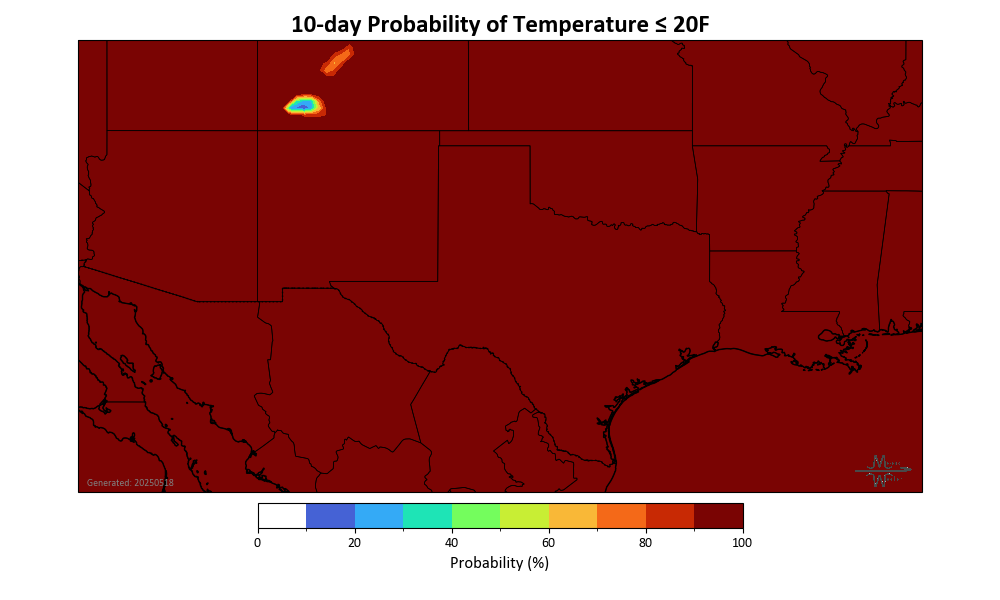 10-day Probability of Temperature ≤ 20F
Generated: 20250518
0 20 40 60 80 100
Probability (%)